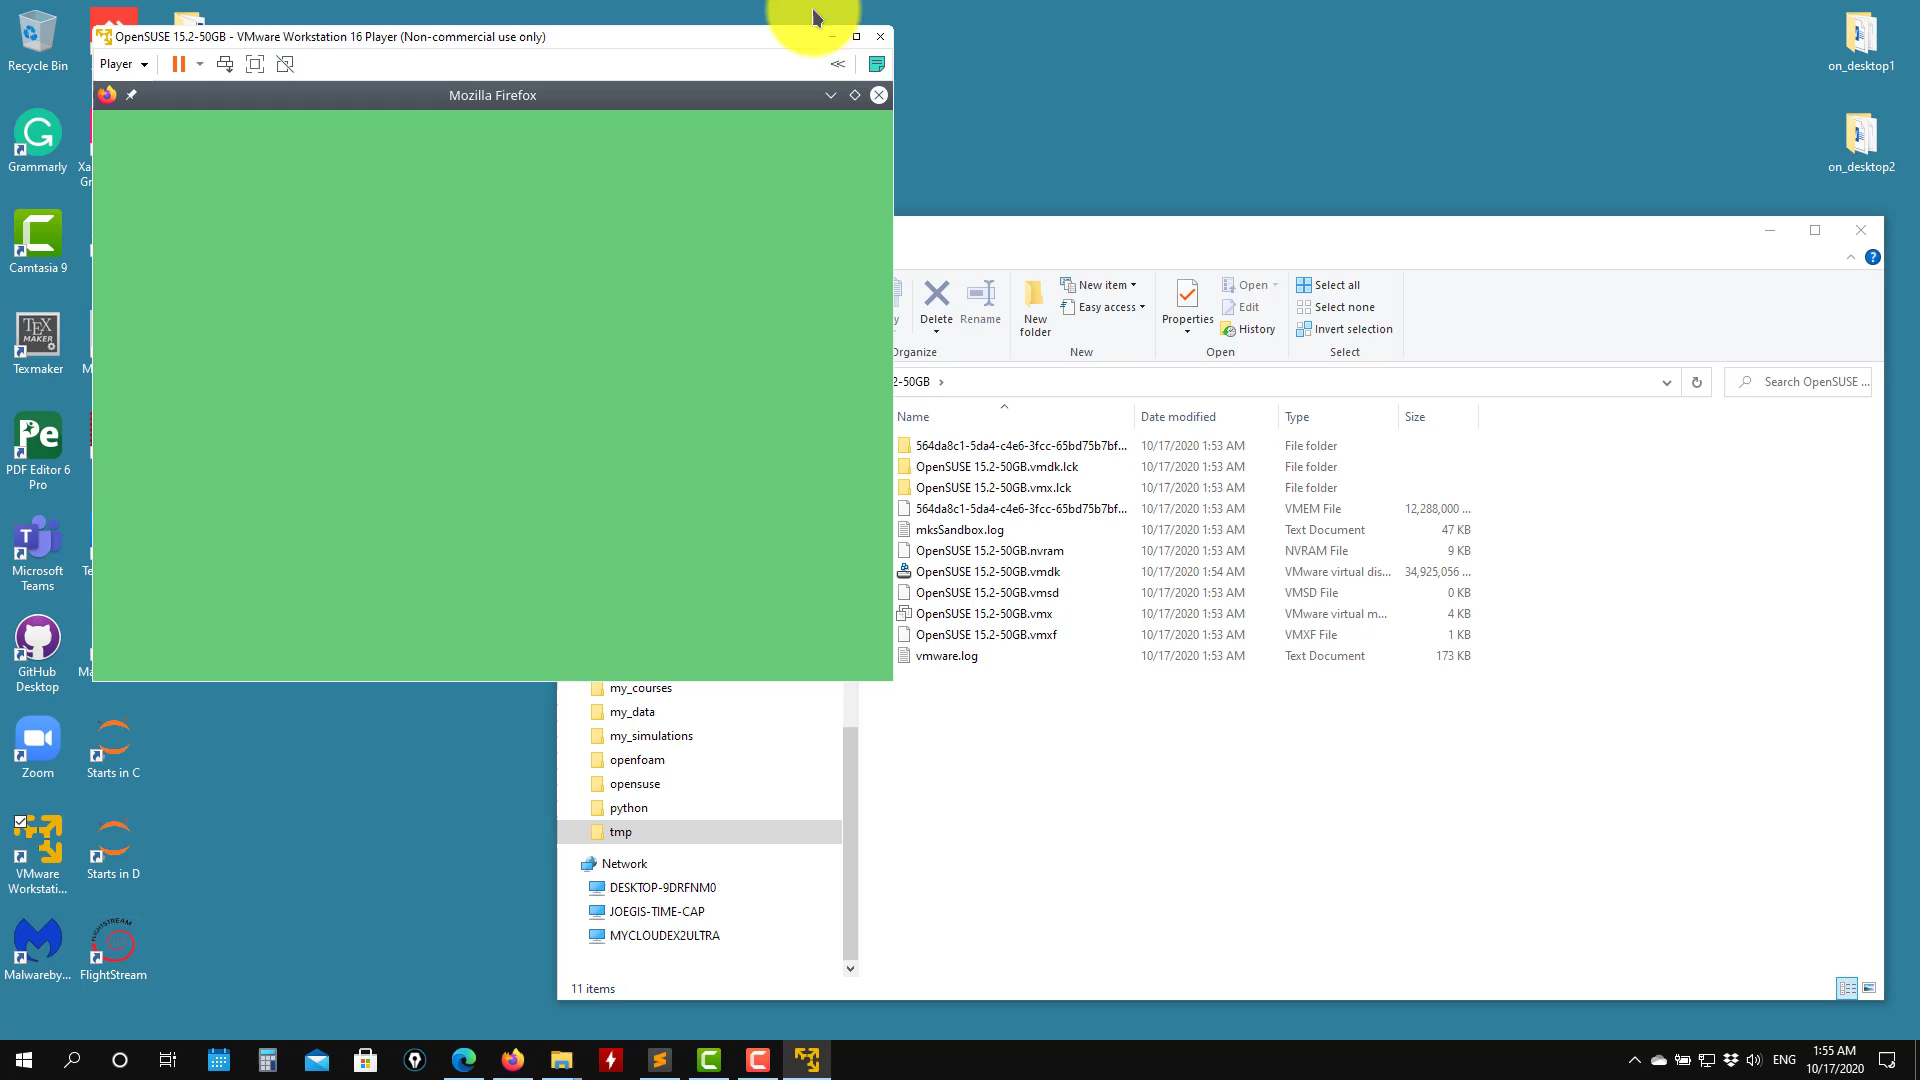 Recycle Bin
Grammarly
Camtasia 9
Texmaker
PDF Editor 6
Pro
Microsoft
Teams
GitHub
Desktop
Zoom
VMware
Workstati...
Malwareby...
Starts in C
Starts in D
FlightStream
OpenSUSE 15.2-50GB - VMware Workstation 16 Player (Non-commercial use only)
Player
Mozilla Firefox
on_desktop1
on_desktop2
Delete
Rename
New
folder
New item
Easy access
Properties
Open
Edit
History
Select all
Select none
Invert selection
Organize
New
Open
Select
2-50GB
Search OpenSUSE ...
Name
Date modified
Type
Size
564da8c1-5da4-c4e6-3fcc-65bd75b7bf... 10/17/2020 1:53 AM File folder
OpenSUSE 15.2-50GB.vmdk.lck 10/17/2020 1:53 AM File folder
OpenSUSE 15.2-50GB.vmx.lck 10/17/2020 1:53 AM File folder
564da8c1-5da4-c4e6-3fcc-65bd75b7bf... 10/17/2020 1:53 AM VMEM File 12,288,000 ...
mksSandbox.log 10/17/2020 1:53 AM Text Document 47 KB
OpenSUSE 15.2-50GB.nvram 10/17/2020 1:53 AM NVRAM File 9 KB
OpenSUSE 15.2-50GB.vmdk 10/17/2020 1:54 AM VMware virtual dis... 34,925,056 ...
OpenSUSE 15.2-50GB.vmsd 10/17/2020 1:53 AM VMSD File 0 KB
OpenSUSE 15.2-50GB.vmx 10/17/2020 1:53 AM VMware virtual m... 4 KB
OpenSUSE 15.2-50GB.vmxf 10/17/2020 1:53 AM VMXF File 1 KB
vmware.log 10/17/2020 1:53 AM Text Document 173 KB
my_courses
my_data
my_simulations
openfoam
opensuse
python
tmp
Network
DESKTOP-9DRFNM0
JOEGIS-TIME-CAP
MYCLOUDEX2ULTRA
11 items
ENG
1:55 AM
10/17/2020